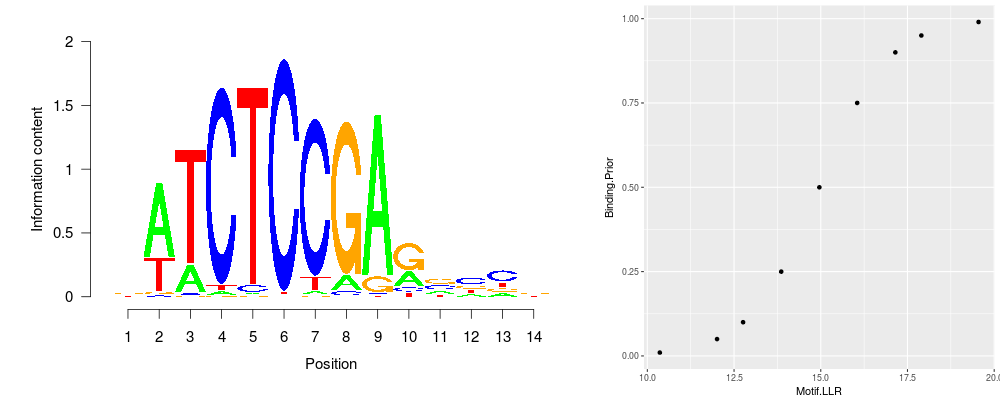 2
1.5
1
0.5
0
Information content
A T C T C C G A G
T A T C T T A G A C C C
1 2 3 4 5 6 7 8 9 10 11 12 13 14
Position
1.00
0.75
0.50
0.25
0.00
Binding.Prior
10.0 12.5 15.0 17.5 20.0
Motif.LLR